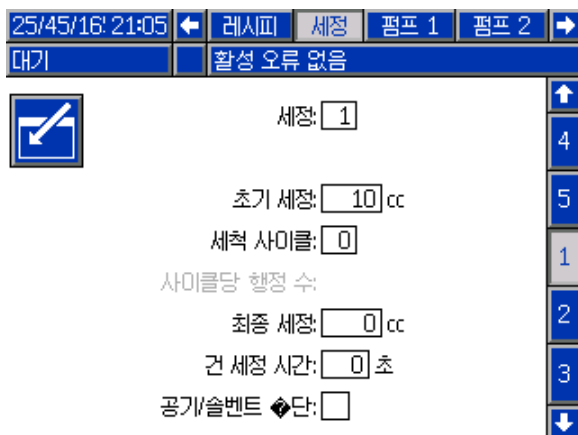 25/45/16 21:05 레시피 세정 펌프 1 펌프 2
대기 활성 오류 없음
세정: 1
4
초기 세정: 10 cc
5
세척 사이클: 0
1
사이클당 행정 수:
최종 세정: 0 cc
2
건 세정 시간: 0 초
3
공기/솔벤트 �단: